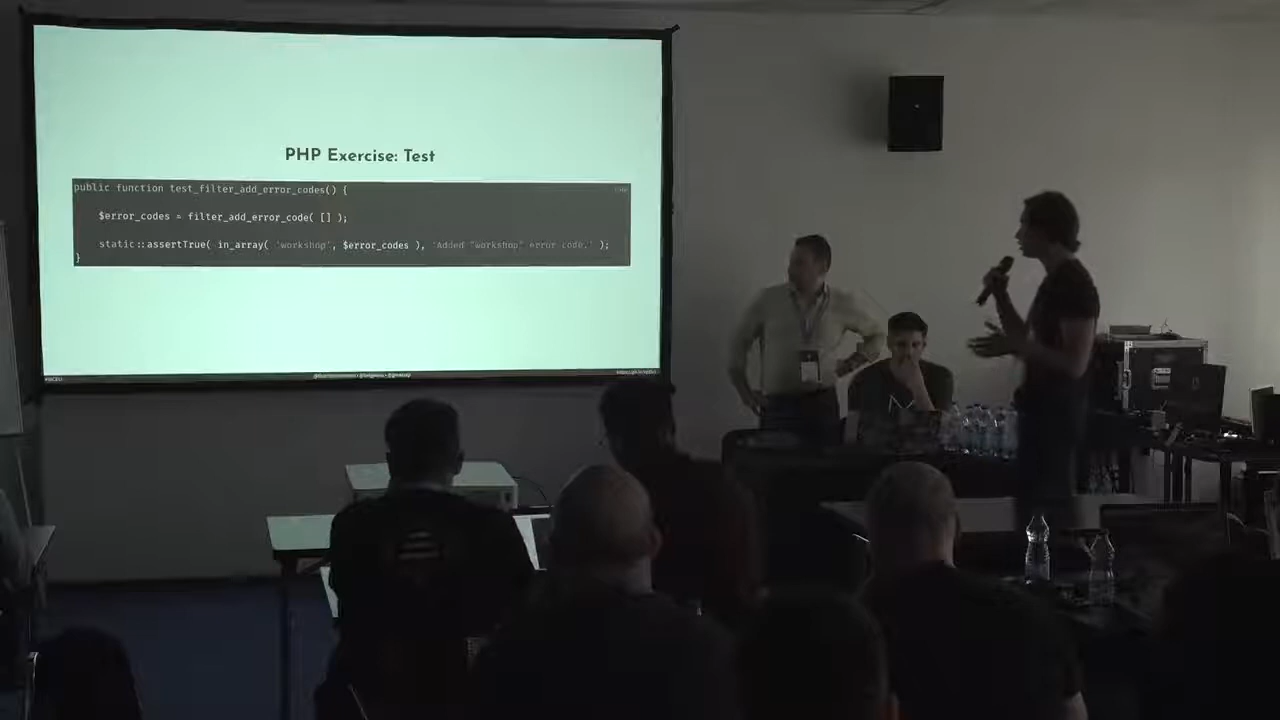 PHP Exercise: Test
public function test_filter_add_error_codes() {
$error_codes = filter_add_error_code( [] );
static::assertTrue( in_array( 'workshop', $error_codes ), 'Added "workshop" error code.' );
}